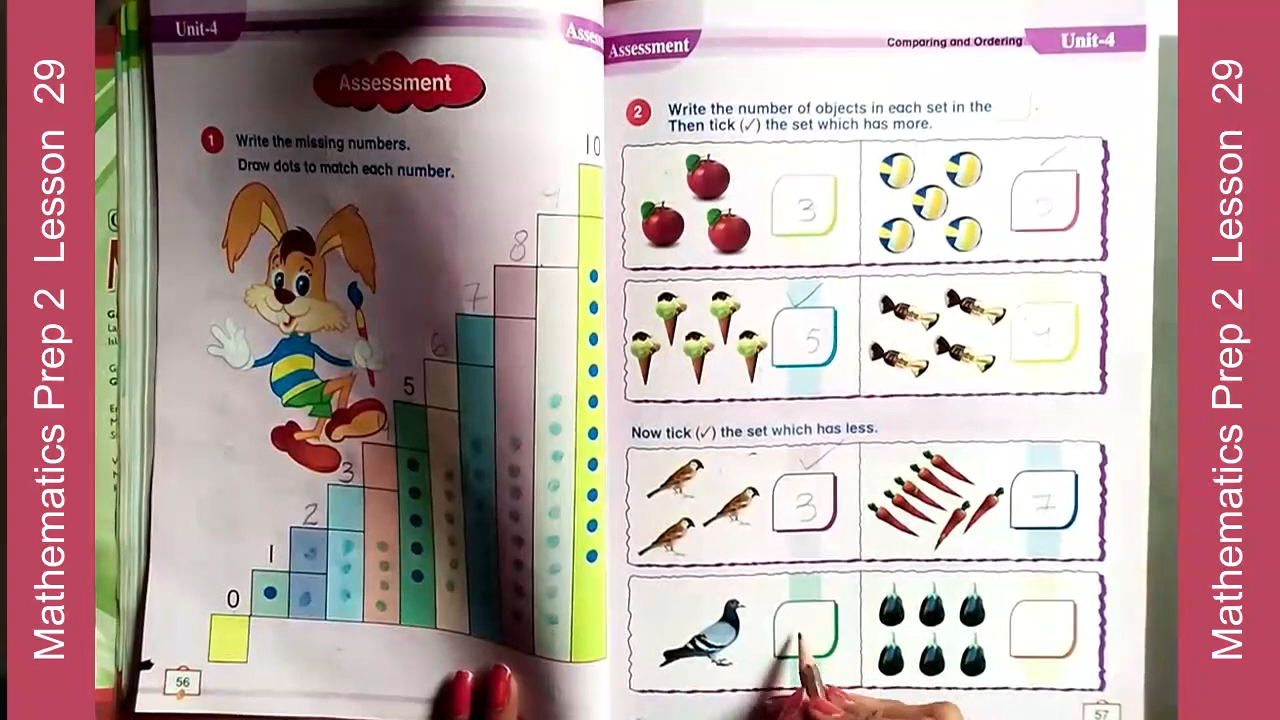 Mathematics Prep 2 Lesson 29
Unit-4
Assessment
1 Write the missing numbers.
Draw dots to match each number.
0
1
2
3
5
6
7
8
9
10
56
Assessment
Comparing and Ordering
Unit-4
2 Write the number of objects in each set in the
Then tick (✓) the set which has more.
3
5
5
4
Now tick (✓) the set which has less.
3
7
57
Mathematics Prep 2 Lesson 29